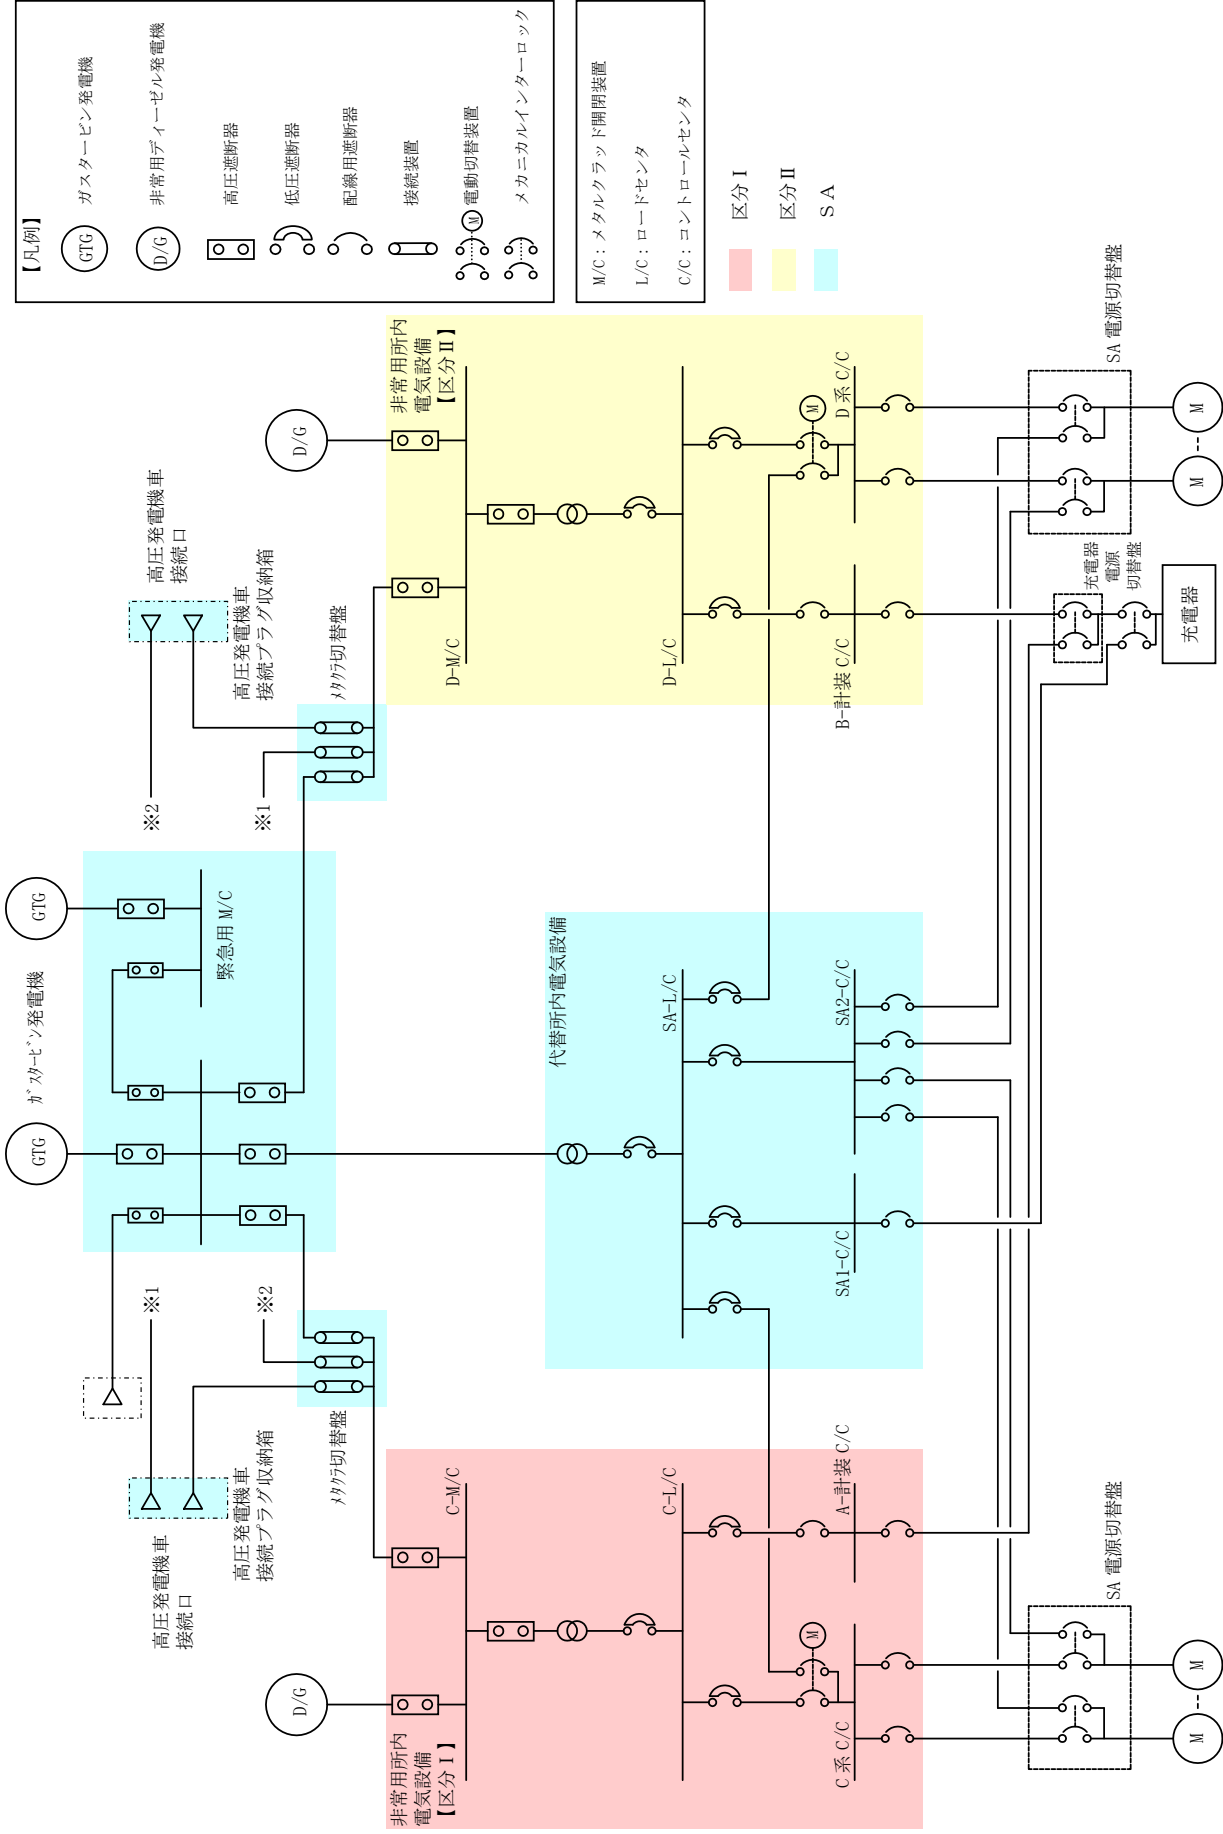 【凡例】
GTG
ガスタービン発電機
D/G
非常用ディーゼル発電機
高圧遮断器
低圧遮断器
配線用遮断器
接続装置
M
電動切替装置
メカニカルインターロック
M/C：メタルクラッド開閉装置
L/C：ロードセンタ
C/C：コントロールセンタ
区分Ⅰ
区分Ⅱ
ＳＡ
GTG
ｶﾞｽﾀｰﾋﾞﾝ発電機
GTG
緊急用 M/C
※1
※2
※2
※1
高圧発電機車
接続口
高圧発電機車
接続プラグ収納箱
ﾒﾀｸﾗ切替盤
高圧発電機車
接続口
高圧発電機車
接続プラグ収納箱
ﾒﾀｸﾗ切替盤
D/G
非常用所内
電気設備
【区分Ⅰ】
C-M/C
C-L/C
M
C 系 C/C
A-計装 C/C
代替所内電気設備
SA-L/C
SA1-C/C
SA2-C/C
D/G
非常用所内
電気設備
【区分Ⅱ】
D-M/C
D-L/C
M
B-計装 C/C
D 系 C/C
SA 電源切替盤
M
M
充電器
電源
切替盤
充電器
SA 電源切替盤
M
M